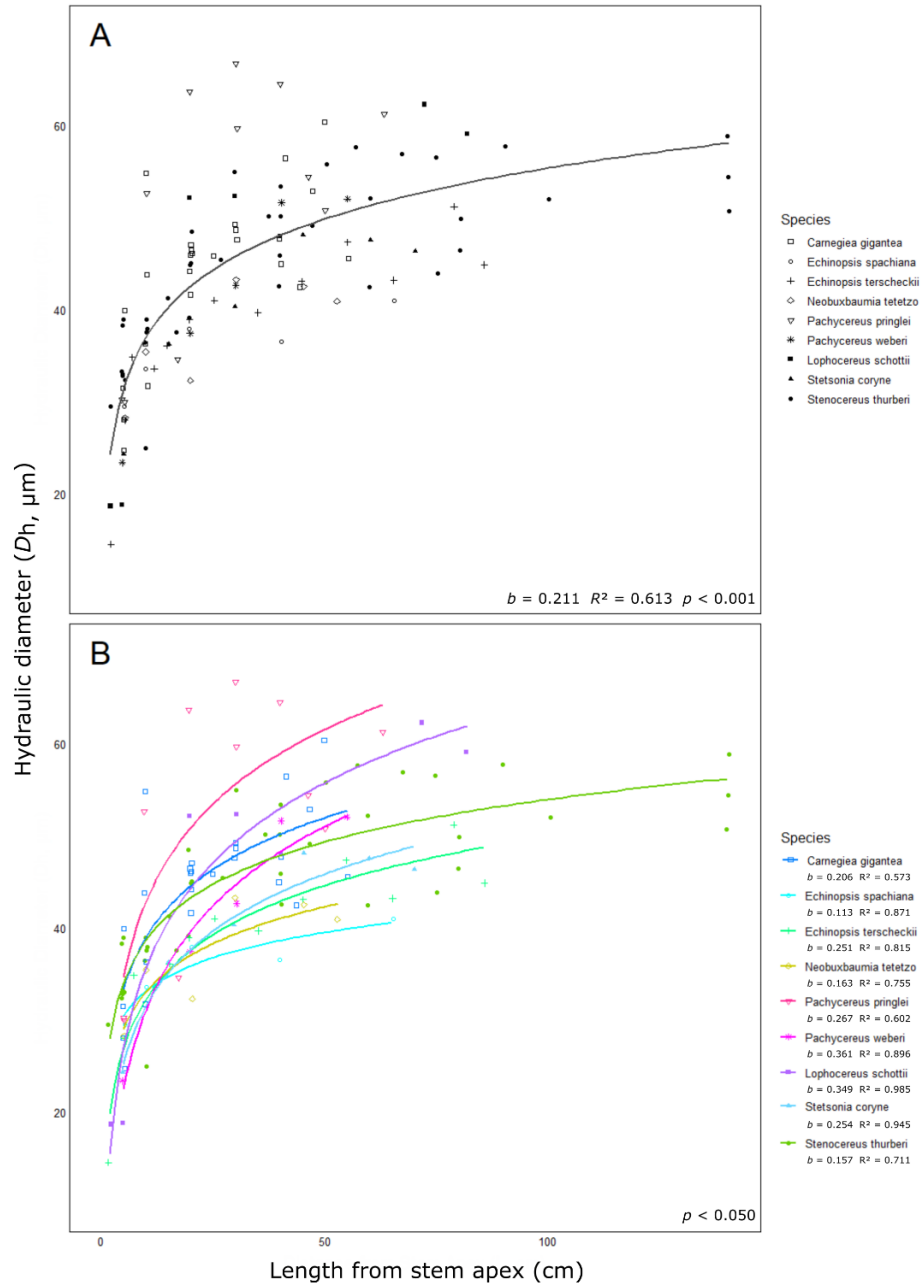 A
60
40
20
b = 0.211 R² = 0.613 p < 0.001
Species
Carnegiea gigantea
Echinopsis spachiana
Echinopsis terscheckii
Neobuxbaumia tetetzo
Pachycereus pringlei
Pachycereus weberi
Lophocereus schottii
Stetsonia coryne
Stenocereus thurberi
Hydraulic diameter (Dh, µm)
B
60
40
20
p < 0.050
0 50 100
Length from stem apex (cm)
Species
Carnegiea gigantea
b = 0.206 R² = 0.573
Echinopsis spachiana
b = 0.113 R² = 0.871
Echinopsis terscheckii
b = 0.251 R² = 0.815
Neobuxbaumia tetetzo
b = 0.163 R² = 0.755
Pachycereus pringlei
b = 0.267 R² = 0.602
Pachycereus weberi
b = 0.361 R² = 0.896
Lophocereus schottii
b = 0.349 R² = 0.985
Stetsonia coryne
b = 0.254 R² = 0.945
Stenocereus thurberi
b = 0.157 R² = 0.711